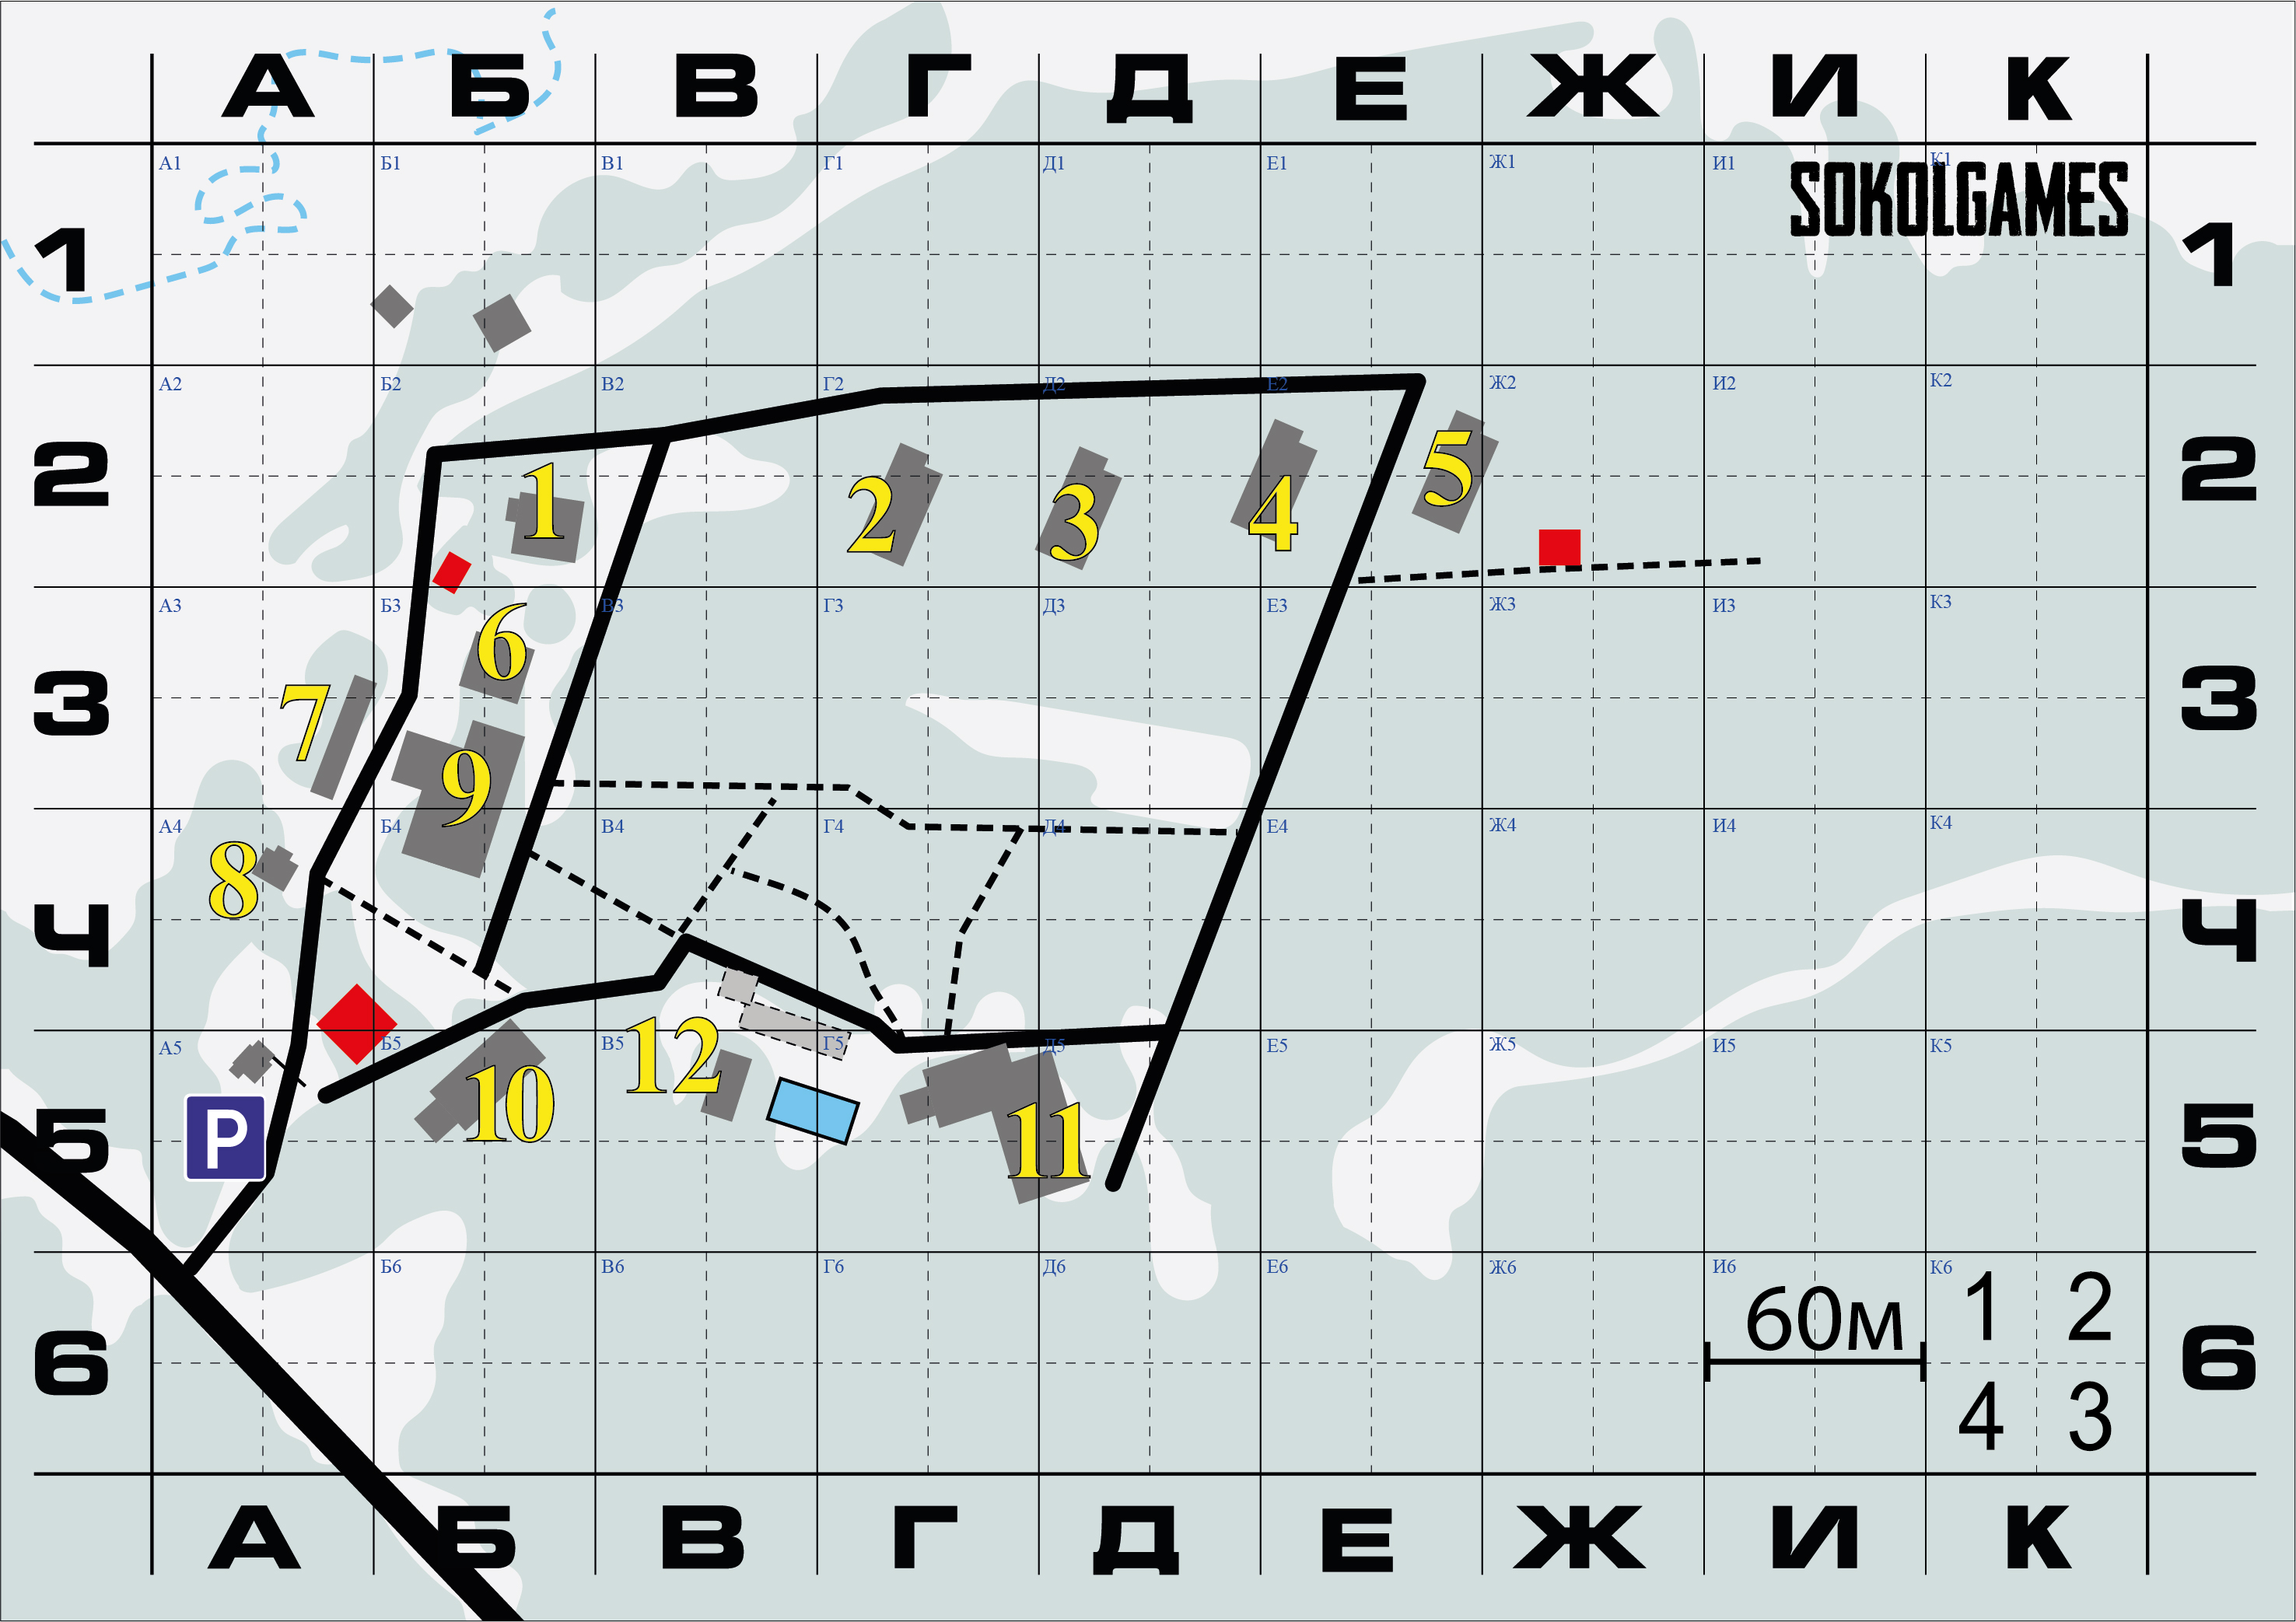 А Б В Г Д Е Ж И К
А1 Б1 В1 Г1 Д1 Е1 Ж1 И1 К1
SOKOLGAMES
1 1
А2 Б2 В2 Г2 Д2 Е2 Ж2 И2 К2
2 1 2 3 4 5 2
А3 Б3 В3 Г3 Д3 Е3 Ж3 И3 К3
6
3 7 9 3
А4 Б4 В4 Г4 Д4 Е4 Ж4 И4 К4
8
4 4
А5 Б5 В5 Г5 Д5 Е5 Ж5 И5 К5
12
5 P 10 11 5
Б6 В6 Г6 Д6 Е6 Ж6 И6 К6
60м 1 2
6 6
4 3
А Б В Г Д Е Ж И К